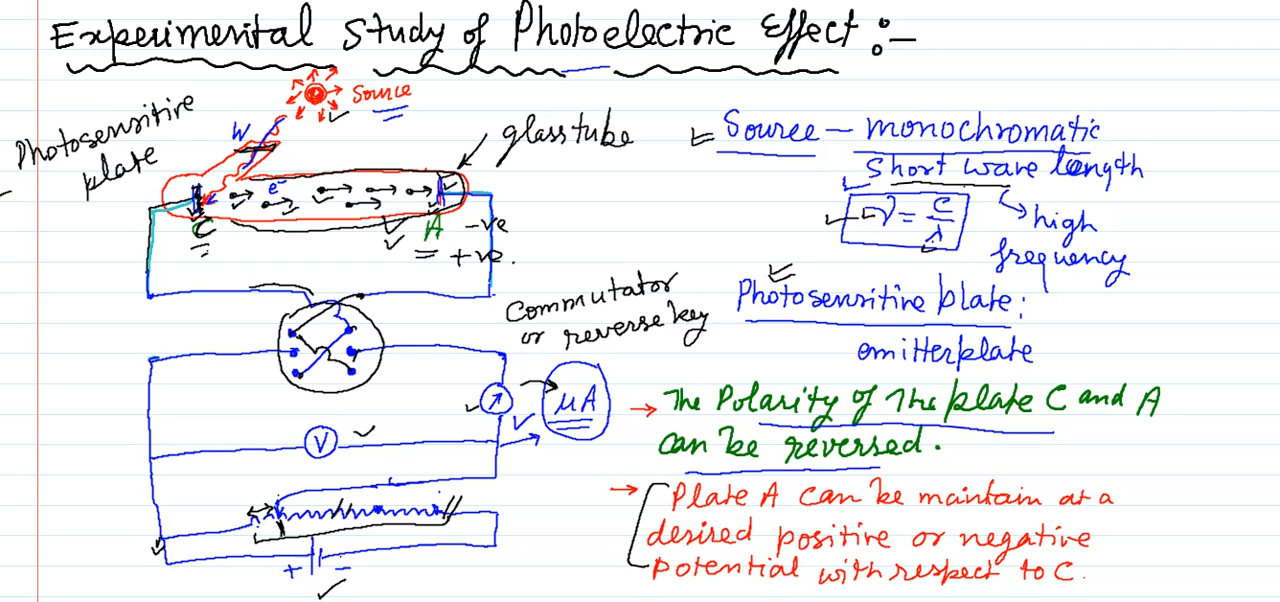 Experimental Study of Photoelectric Effect :-
Source
Photosensitive
plate
W
glass tube
e⁻
C
A
-ve
= +ve.
Commutator
or reverse key
μA
V
+ -
Source - monochromatic
Short wave length
ν = c/λ
high
frequency
Photosensitive plate:
emitterplate
→ The Polarity of The plate C and A
can be reversed.
→ Plate A can be maintain at a
desired positive or negative
potential with respect to C.